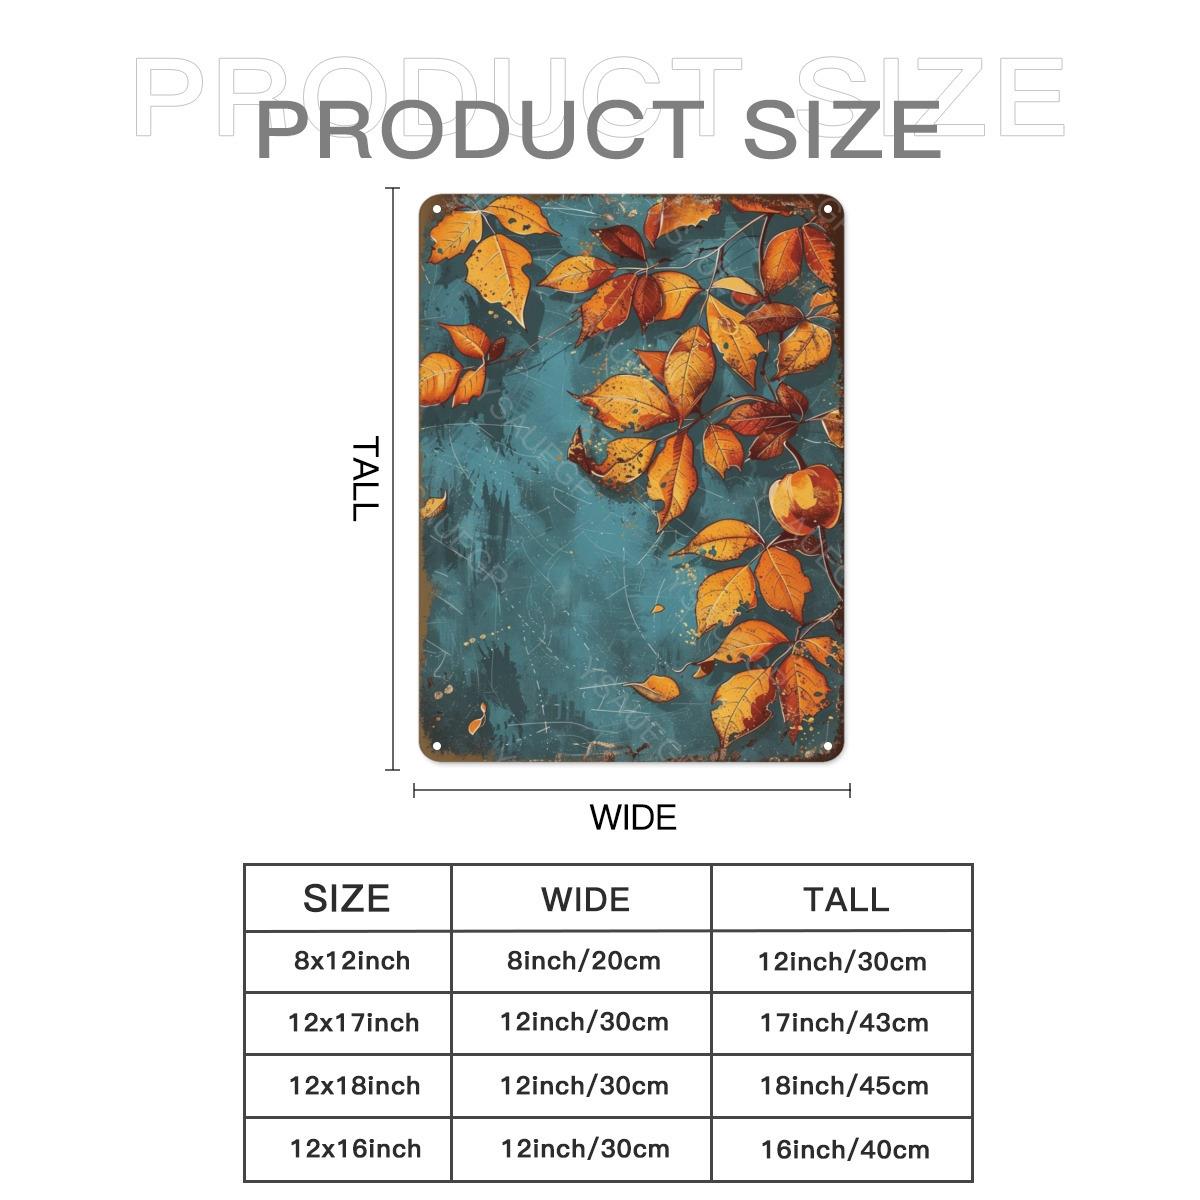 PRODUCT SIZE
PRODUCT SIZE
TALL
YSAUEGP
WIDE
SIZE WIDE TALL
8x12inch 8inch/20cm 12inch/30cm
12x17inch 12inch/30cm 17inch/43cm
12x18inch 12inch/30cm 18inch/45cm
12x16inch 12inch/30cm 16inch/40cm